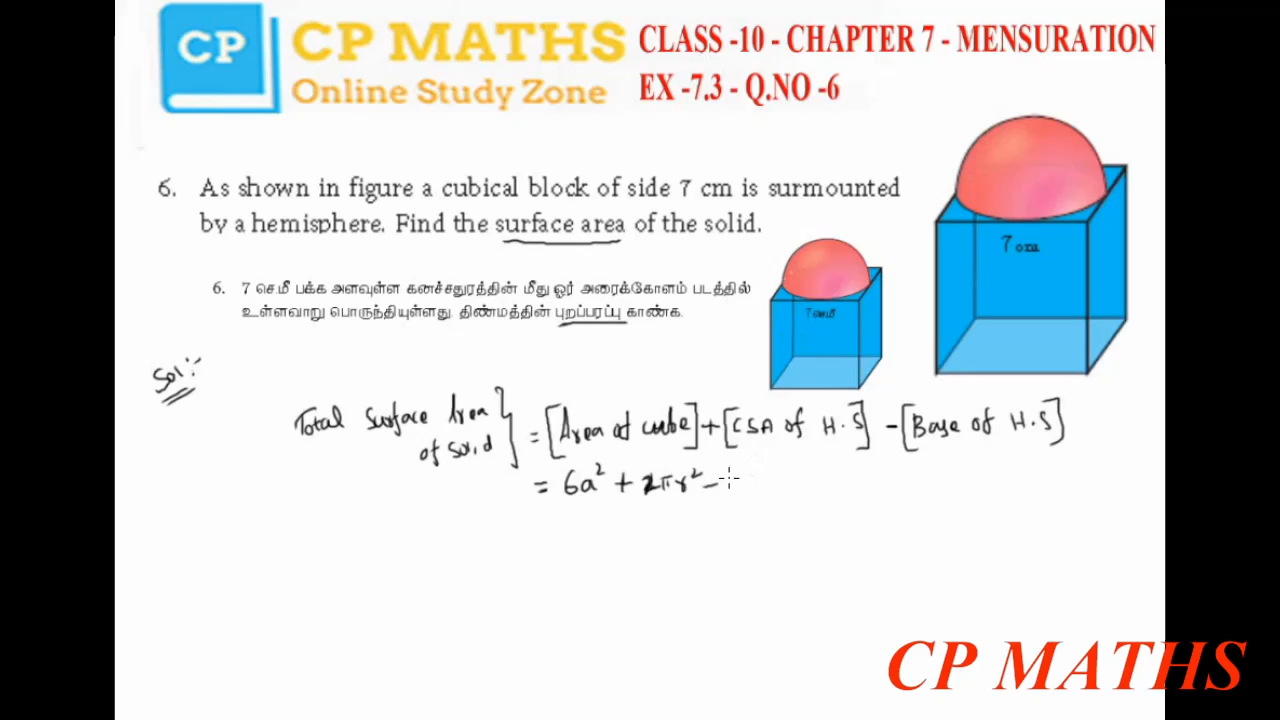 CP
CP MATHS
Online Study Zone
CLASS -10 - CHAPTER 7 - MENSURATION
EX -7.3 - Q.NO -6
6. As shown in figure a cubical block of side 7 cm is surmounted
by a hemisphere. Find the surface area of the solid.
7 cm
6. 7 செ.மீ பக்க அளவுள்ள கனச்சதுரத்தின் மீது ஓர் அரைக்கோளம் படத்தில்
உள்ளவாறு பொருந்தியுள்ளது. திண்மத்தின் புறப்பரப்பு காண்க.
7 செ.மீ
Sol:
Total Surface Area
of solid } = [Area of cube] + [CSA of H.S] - [Base of H.S]
= 6a² + 2πr² -
CP MATHS